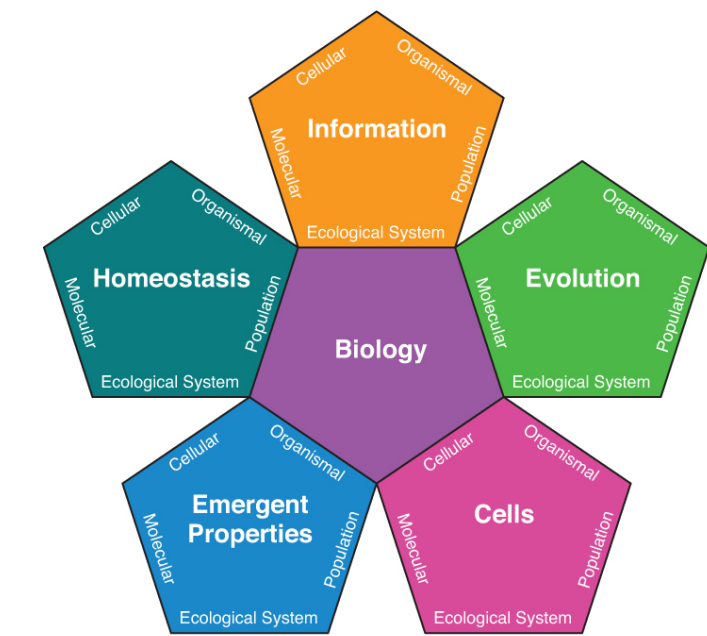 Cellular
Organismal
Information
Molecular
Population
Ecological System
Cellular
Organismal
Homeostasis
Molecular
Population
Ecological System
Cellular
Organismal
Evolution
Molecular
Population
Ecological System
Biology
Cellular
Organismal
Emergent
Properties
Molecular
Population
Ecological System
Cellular
Organismal
Cells
Molecular
Population
Ecological System